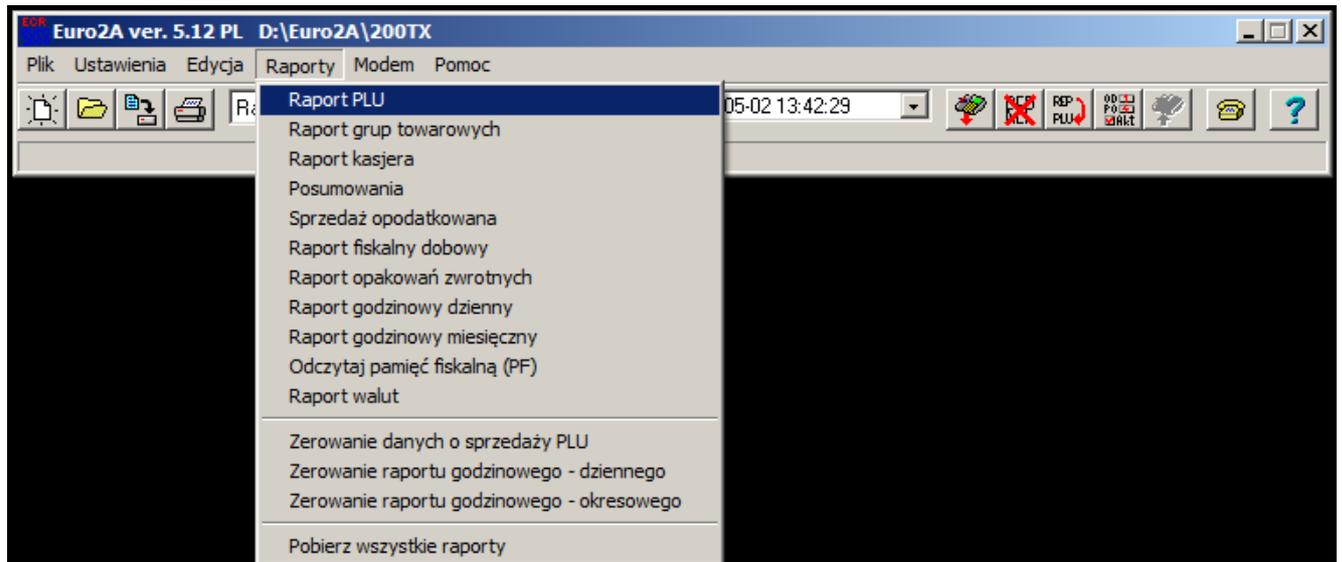 ECR
Euro2A ver. 5.12 PL D:\Euro2A\200TX
Plik Ustawienia Edycja Raporty Modem Pomoc
05-02 13:42:29
REP
PLU
Raport PLU
Raport grup towarowych
Raport kasjera
Posumowania
Sprzedaż opodatkowana
Raport fiskalny dobowy
Raport opakowań zwrotnych
Raport godzinowy dzienny
Raport godzinowy miesięczny
Odczytaj pamięć fiskalną (PF)
Raport walut
Zerowanie danych o sprzedaży PLU
Zerowanie raportu godzinowego - dziennego
Zerowanie raportu godzinowego - okresowego
Pobierz wszystkie raporty